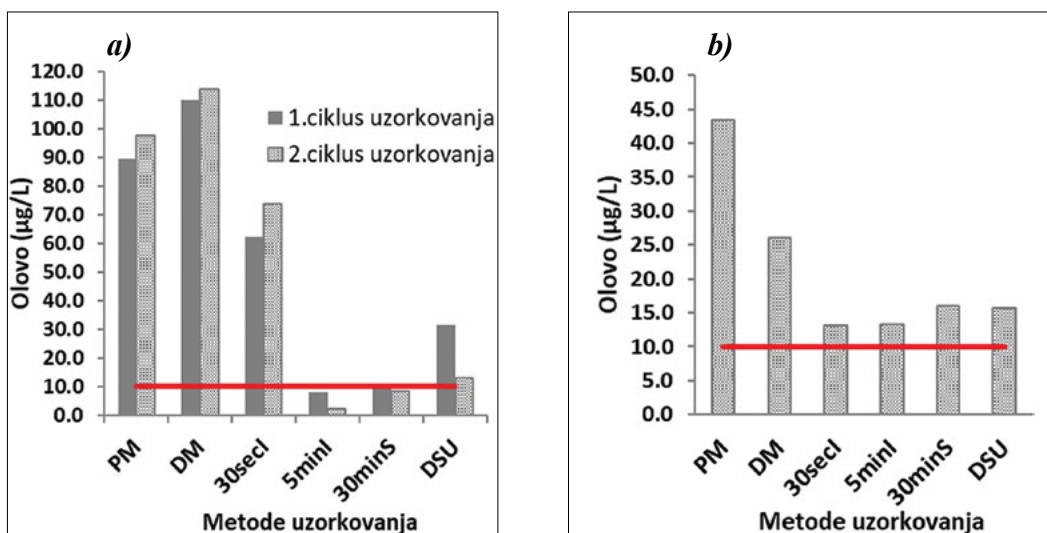 a)
120.0
110.0
100.0
90.0
80.0
70.0
60.0
50.0
40.0
30.0
20.0
10.0
0.0
Olovo (µg/L)
1.ciklus uzorkovanja
2.ciklus uzorkovanja
PM
DM
30secI
5minI
30minS
DSU
Metode uzorkovanja
b)
50.0
45.0
40.0
35.0
30.0
25.0
20.0
15.0
10.0
5.0
0.0
Olovo (µg/L)
PM
DM
30secI
5minI
30minS
DSU
Metode uzorkovanja